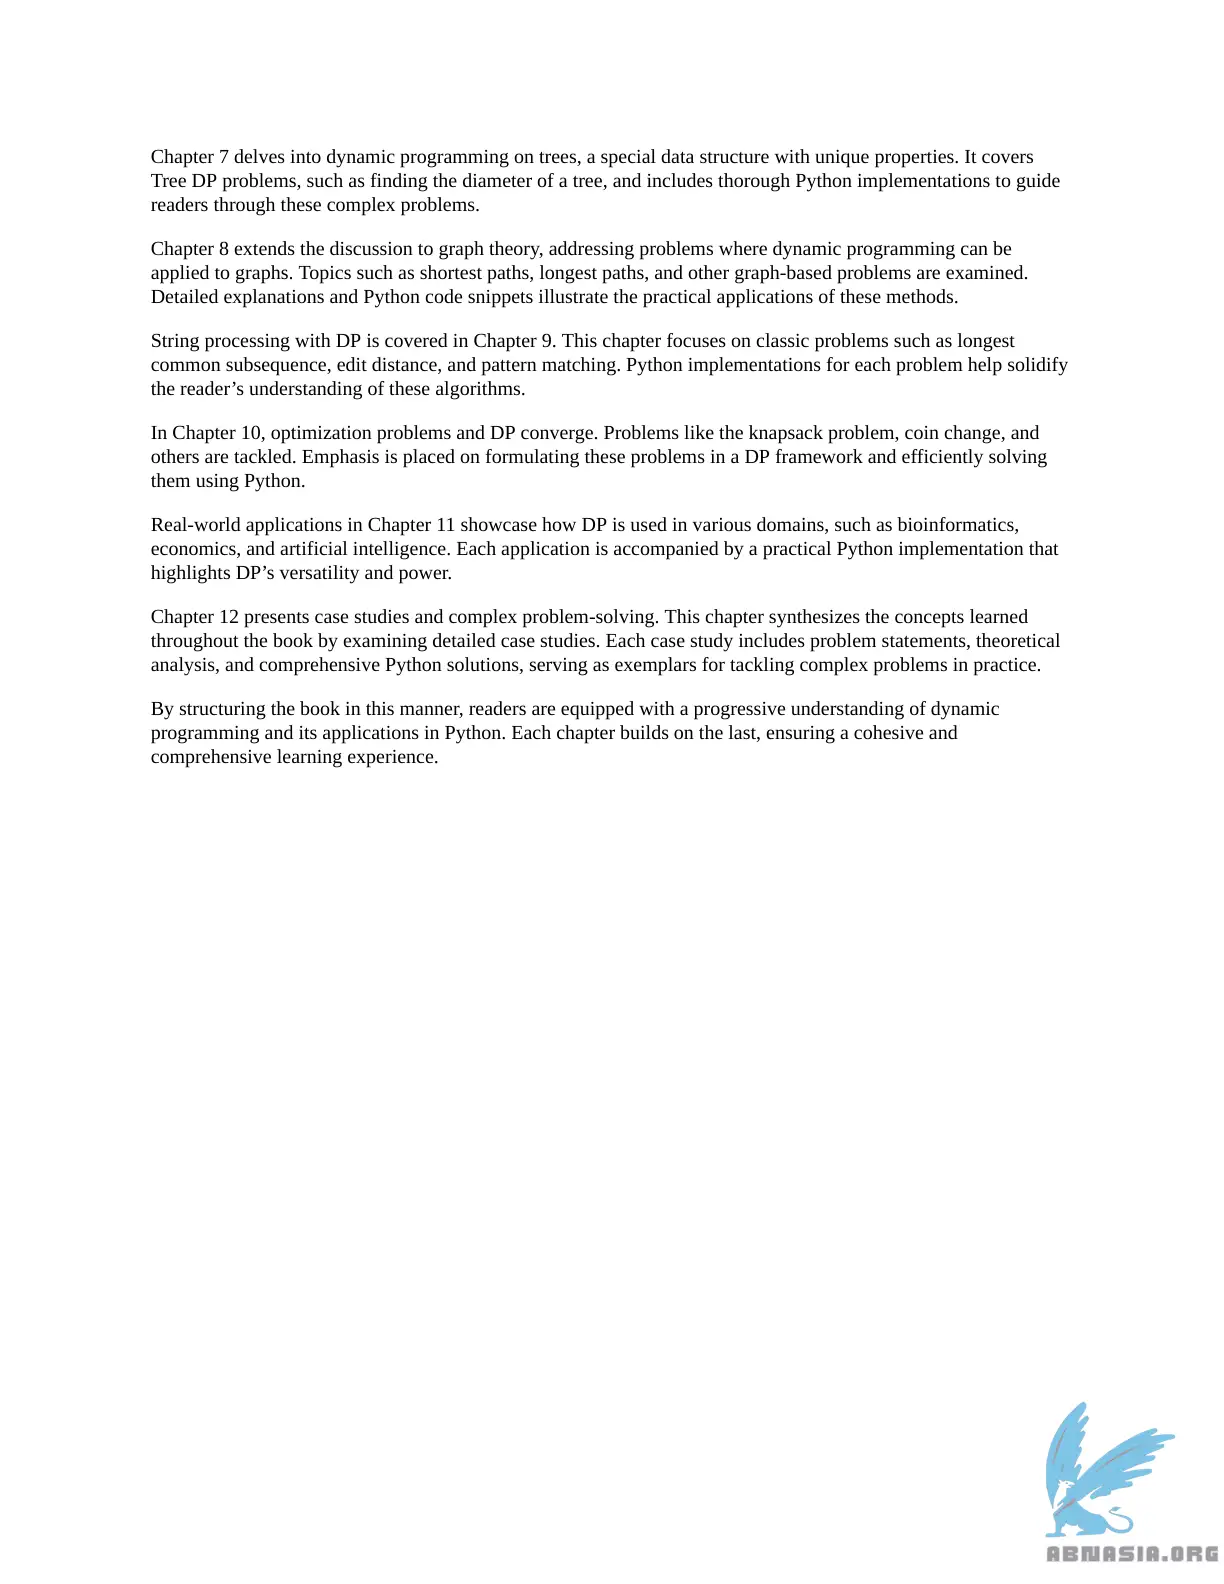 Chapter 7 delves into dynamic programming on trees, a special data structure with unique properties. It covers
Tree DP problems, such as finding the diameter of a tree, and includes thorough Python implementations to guide
readers through these complex problems.
Chapter 8 extends the discussion to graph theory, addressing problems where dynamic programming can be
applied to graphs. Topics such as shortest paths, longest paths, and other graph-based problems are examined.
Detailed explanations and Python code snippets illustrate the practical applications of these methods.
String processing with DP is covered in Chapter 9. This chapter focuses on classic problems such as longest
common subsequence, edit distance, and pattern matching. Python implementations for each problem help solidify
the reader’s understanding of these algorithms.
In Chapter 10, optimization problems and DP converge. Problems like the knapsack problem, coin change, and
others are tackled. Emphasis is placed on formulating these problems in a DP framework and efficiently solving
them using Python.
Real-world applications in Chapter 11 showcase how DP is used in various domains, such as bioinformatics,
economics, and artificial intelligence. Each application is accompanied by a practical Python implementation that
highlights DP’s versatility and power.
Chapter 12 presents case studies and complex problem-solving. This chapter synthesizes the concepts learned
throughout the book by examining detailed case studies. Each case study includes problem statements, theoretical
analysis, and comprehensive Python solutions, serving as exemplars for tackling complex problems in practice.
By structuring the book in this manner, readers are equipped with a progressive understanding of dynamic
programming and its applications in Python. Each chapter builds on the last, ensuring a cohesive and
comprehensive learning experience.
ABNASIA.ORG